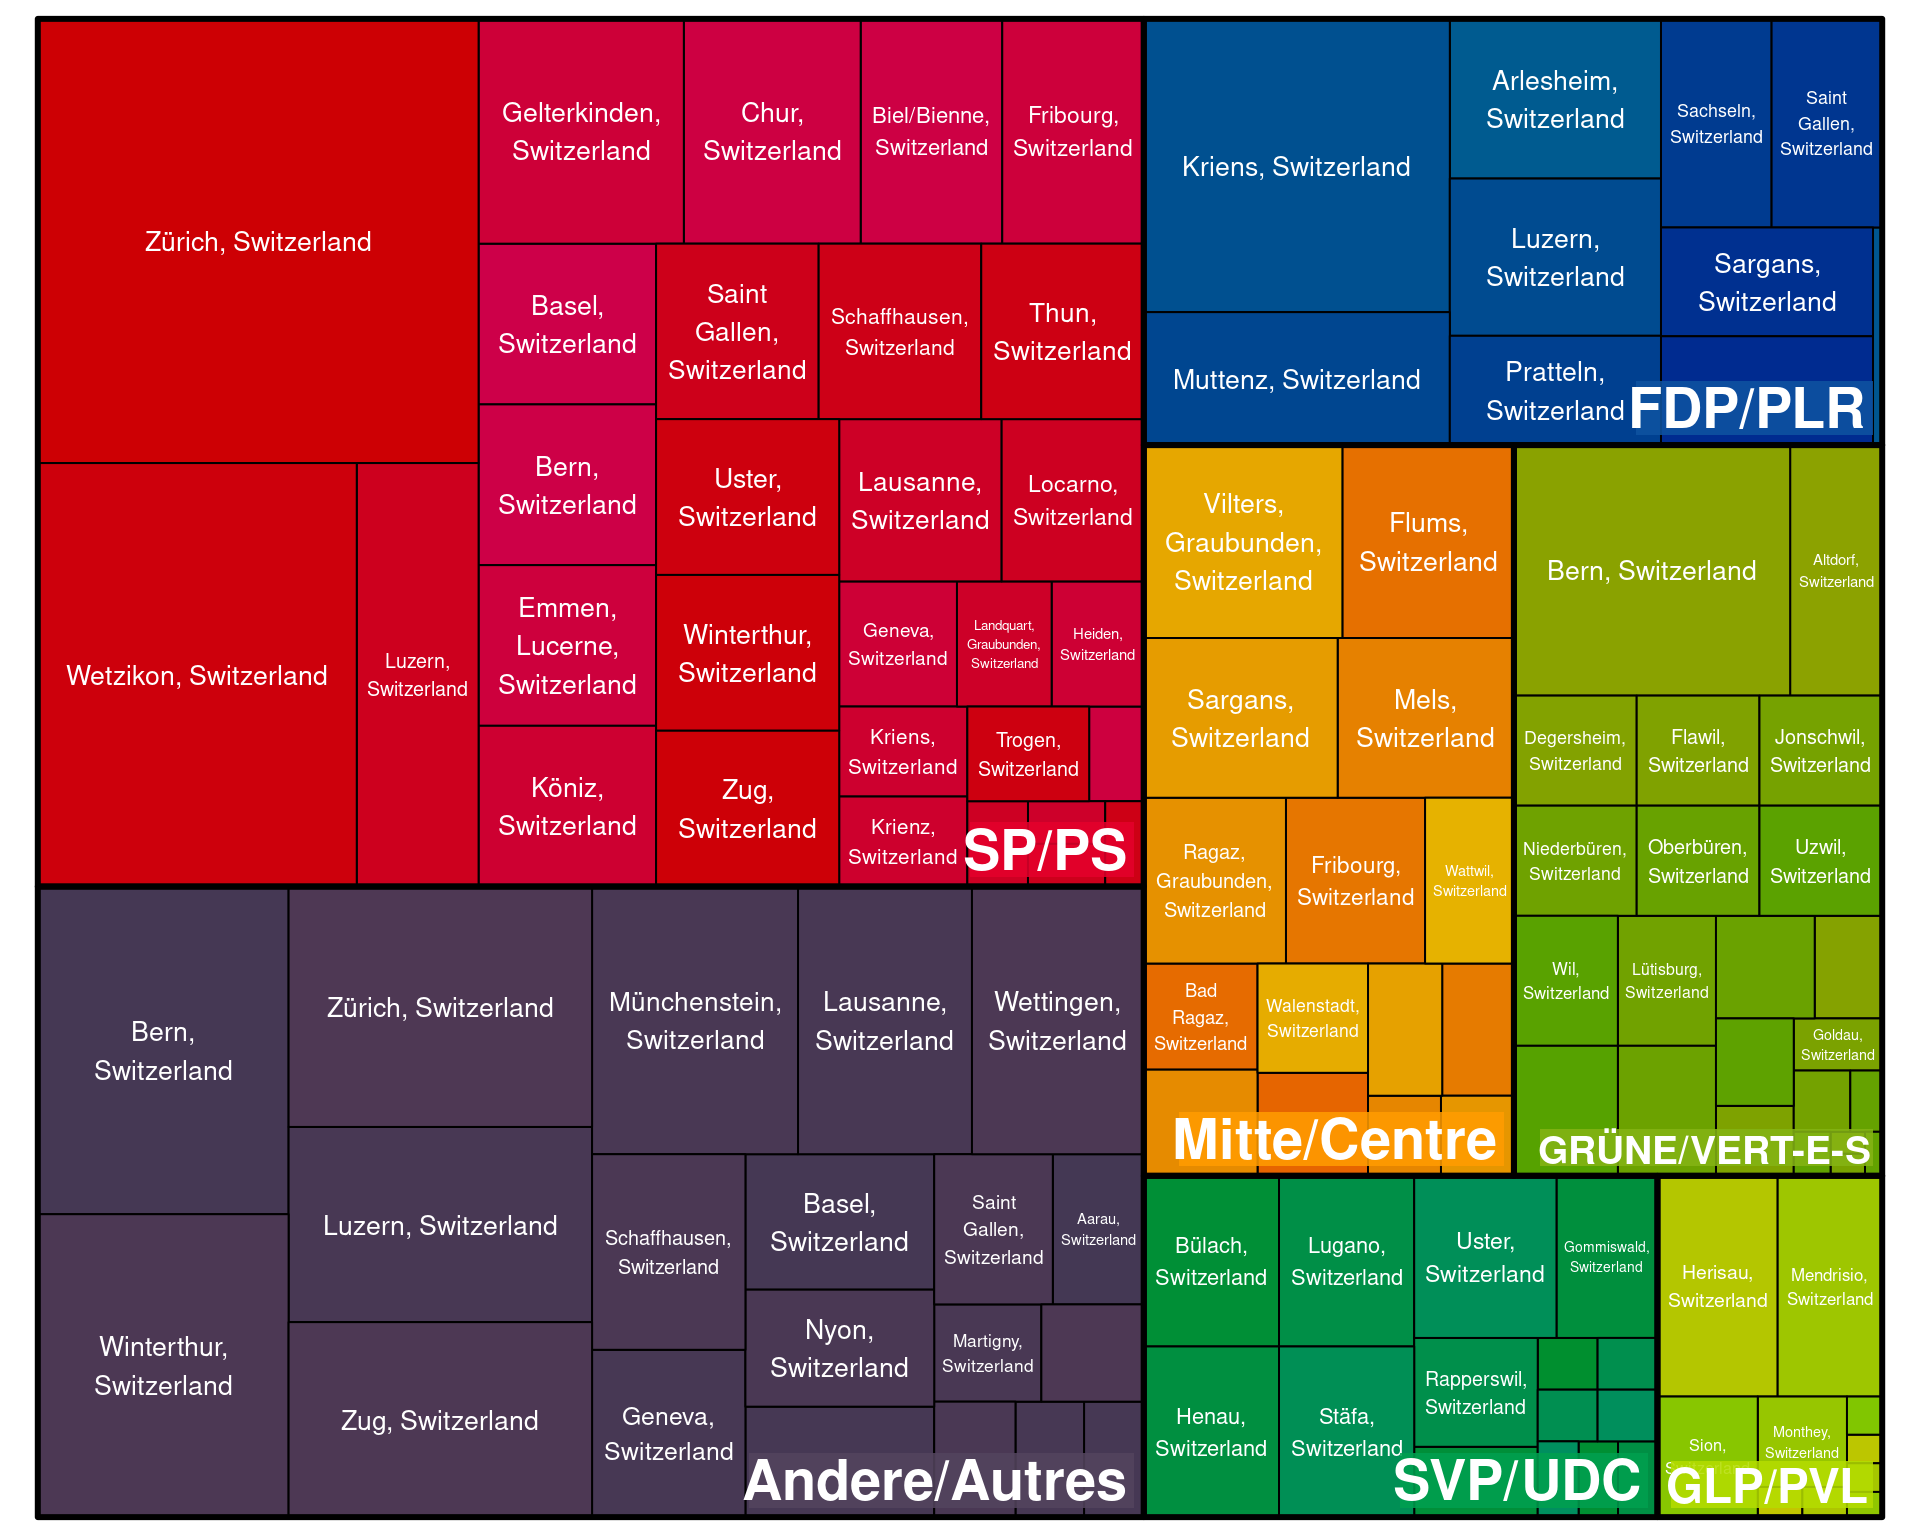 Zürich, Switzerland
Wetzikon, Switzerland
Luzern,
Switzerland
Gelterkinden,
Switzerland
Chur,
Switzerland
Biel/Bienne,
Switzerland
Fribourg,
Switzerland
Basel,
Switzerland
Bern,
Switzerland
Emmen,
Lucerne,
Switzerland
Köniz,
Switzerland
Saint
Gallen,
Switzerland
Schaffhausen,
Switzerland
Thun,
Switzerland
Uster,
Switzerland
Winterthur,
Switzerland
Zug,
Switzerland
Lausanne,
Switzerland
Locarno,
Switzerland
Geneva,
Switzerland
Landquart,
Graubunden,
Switzerland
Heiden,
Switzerland
Kriens,
Switzerland
Krienz,
Switzerland
Trogen,
Switzerland
SP/PS
Bern,
Switzerland
Winterthur,
Switzerland
Zürich, Switzerland
Luzern, Switzerland
Zug, Switzerland
Münchenstein,
Switzerland
Lausanne,
Switzerland
Wettingen,
Switzerland
Schaffhausen,
Switzerland
Geneva,
Switzerland
Basel,
Switzerland
Nyon,
Switzerland
Saint
Gallen,
Switzerland
Aarau,
Switzerland
Martigny,
Switzerland
Andere/Autres
Kriens, Switzerland
Muttenz, Switzerland
Arlesheim,
Switzerland
Luzern,
Switzerland
Pratteln,
Switzerland
Sachseln,
Switzerland
Saint
Gallen,
Switzerland
Sargans,
Switzerland
FDP/PLR
Vilters,
Graubunden,
Switzerland
Flums,
Switzerland
Sargans,
Switzerland
Mels,
Switzerland
Ragaz,
Graubunden,
Switzerland
Fribourg,
Switzerland
Wattwil,
Switzerland
Bad
Ragaz,
Switzerland
Walenstadt,
Switzerland
Mitte/Centre
Bern, Switzerland
Altdorf,
Switzerland
Degersheim,
Switzerland
Flawil,
Switzerland
Jonschwil,
Switzerland
Niederbüren,
Switzerland
Oberbüren,
Switzerland
Uzwil,
Switzerland
Wil,
Switzerland
Lütisburg,
Switzerland
Goldau,
Switzerland
GRÜNE/VERT-E-S
Bülach,
Switzerland
Lugano,
Switzerland
Uster,
Switzerland
Gommiswald,
Switzerland
Henau,
Switzerland
Stäfa,
Switzerland
Rapperswil,
Switzerland
SVP/UDC
Herisau,
Switzerland
Mendrisio,
Switzerland
Sion,
Switzerland
Monthey,
Switzerland
GLP/PVL